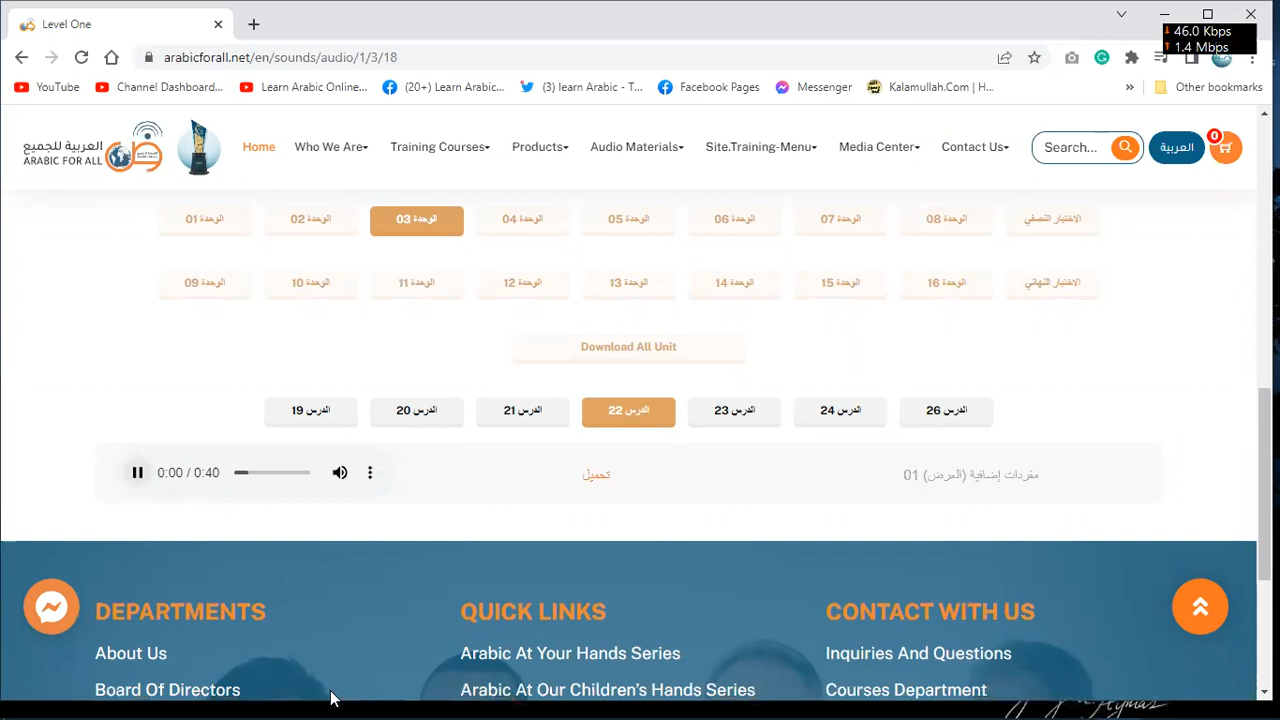 Level One
46.0 Kbps
1.4 Mbps
arabicforall.net/en/sounds/audio/1/3/18
YouTube
Channel Dashboard...
Learn Arabic Online...
(20+) Learn Arabic...
(3) learn Arabic - T...
Facebook Pages
Messenger
Kalamullah.Com | H...
Other bookmarks
العربية للجميع
ARABIC FOR ALL
Home
Who We Are
Training Courses
Products
Audio Materials
Site.Training-Menu
Media Center
Contact Us
Search...
العربية
0
الوحدة 01
الوحدة 02
الوحدة 03
الوحدة 04
الوحدة 05
الوحدة 06
الوحدة 07
الوحدة 08
الاختبار النصفي
الوحدة 09
الوحدة 10
الوحدة 11
الوحدة 12
الوحدة 13
الوحدة 14
الوحدة 15
الوحدة 16
الاختبار النهائي
Download All Unit
الدرس 19
الدرس 20
الدرس 21
الدرس 22
الدرس 23
الدرس 24
الدرس 26
0:00 / 0:40
تحميل
مفردات إضافية (العرض) 01
DEPARTMENTS
QUICK LINKS
CONTACT WITH US
About Us
Arabic At Your Hands Series
Inquiries And Questions
Board Of Directors
Arabic At Our Children's Hands Series
Courses Department